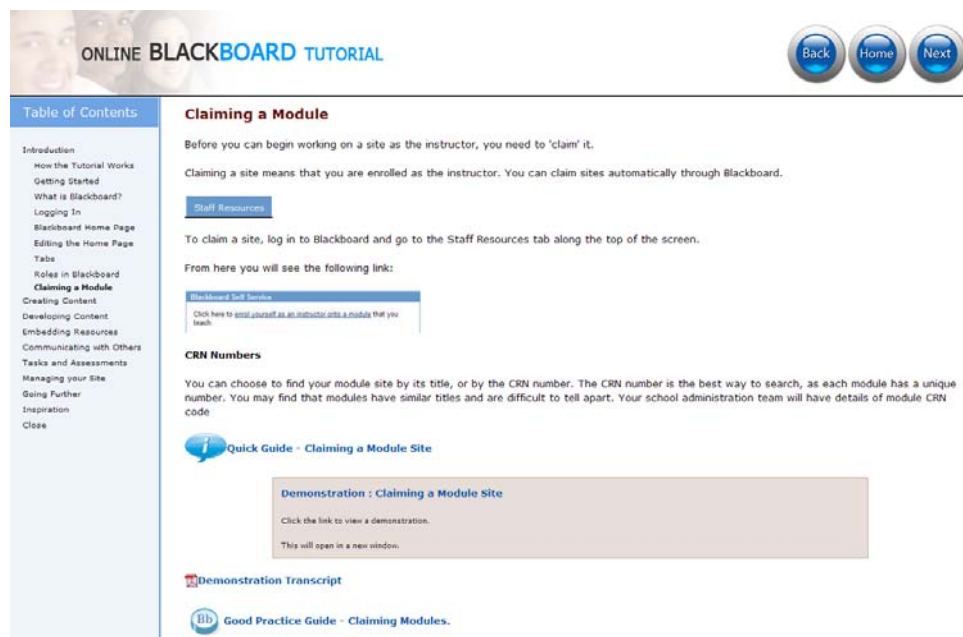 ONLINE BLACKBOARD TUTORIAL
Back
Home
Next
Table of Contents
Introduction
How the Tutorial Works
Getting Started
What is Blackboard?
Logging In
Blackboard Home Page
Editing the Home Page
Tabs
Roles in Blackboard
Claiming a Module
Creating Content
Developing Content
Embedding Resources
Communicating with Others
Tasks and Assessments
Managing your Site
Going Further
Inspiration
Close
Claiming a Module
Before you can begin working on a site as the instructor, you need to 'claim' it.
Claiming a site means that you are enrolled as the instructor. You can claim sites automatically through Blackboard.
Staff Resources
To claim a site, log in to Blackboard and go to the Staff Resources tab along the top of the screen.
From here you will see the following link:
Blackboard Self Service
Click here to enrol yourself as an instructor onto a module that you
teach.
CRN Numbers
You can choose to find your module site by its title, or by the CRN number. The CRN number is the best way to search, as each module has a unique
number. You may find that modules have similar titles and are difficult to tell apart. Your school administration team will have details of module CRN
code
i
Quick Guide - Claiming a Module Site
Demonstration : Claiming a Module Site
Click the link to view a demonstration.
This will open in a new window.
Demonstration Transcript
Bb
Good Practice Guide - Claiming Modules.